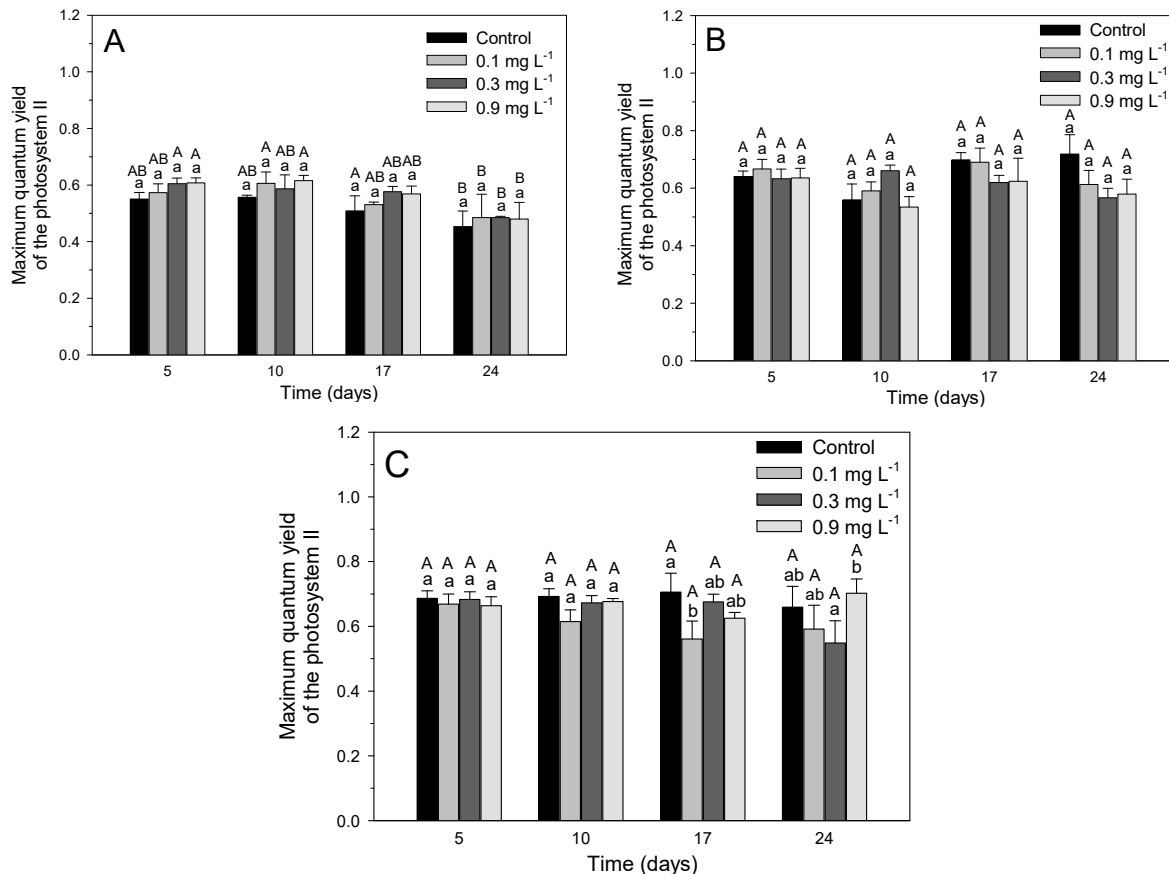 A
Maximum quantum yield
of the photosystem II
1.2
1.0
0.8
0.6
0.4
0.2
0.0
Control
0.1 mg L-1
0.3 mg L-1
0.9 mg L-1
AB AB A A
a a a a
AB A AB A
a a a a
A AB AB AB
a a a a
B A B B
a a a a
5 10 17 24
Time (days)
B
Maximum quantum yield
of the photosystem II
1.2
1.0
0.8
0.6
0.4
0.2
0.0
Control
0.1 mg L-1
0.3 mg L-1
0.9 mg L-1
A A A A
a a a a
A A A A
a a a a
A A A A
a a a a
A A A A
a a a a
5 10 17 24
Time (days)
C
Maximum quantum yield
of the photosystem II
1.2
1.0
0.8
0.6
0.4
0.2
0.0
Control
0.1 mg L-1
0.3 mg L-1
0.9 mg L-1
A A A A
a a a a
A A A A
a a a a
A A A A
a b ab ab
A A A A
ab ab a b
5 10 17 24
Time (days)